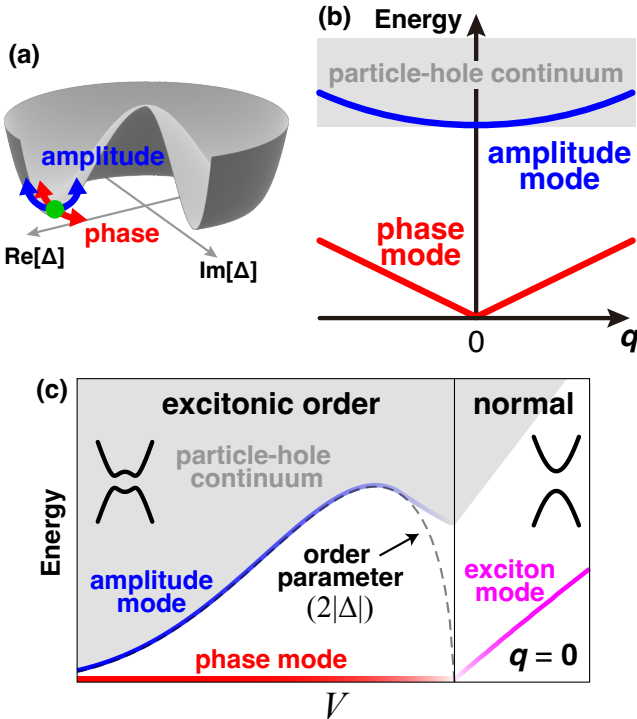 (a)
amplitude
phase
Re[Δ]
Im[Δ]
(b)
Energy
particle-hole continuum
amplitude
mode
phase
mode
0
q
(c)
excitonic order
normal
particle-hole
continuum
Energy
amplitude
mode
order
parameter
(2|Δ|)
exciton
mode
phase mode
q = 0
V